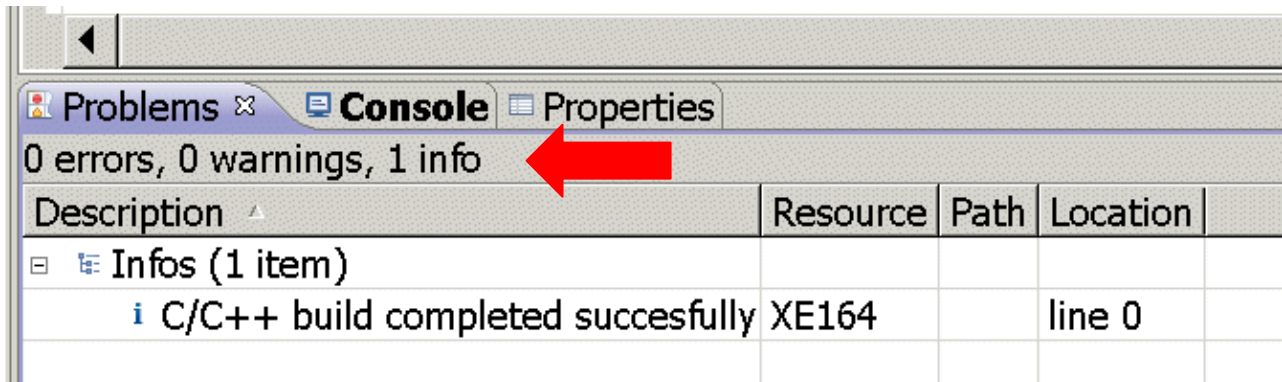 Problems Console Properties
0 errors, 0 warnings, 1 info
Description Resource Path Location
Infos (1 item)
i C/C++ build completed succesfully XE164 line 0